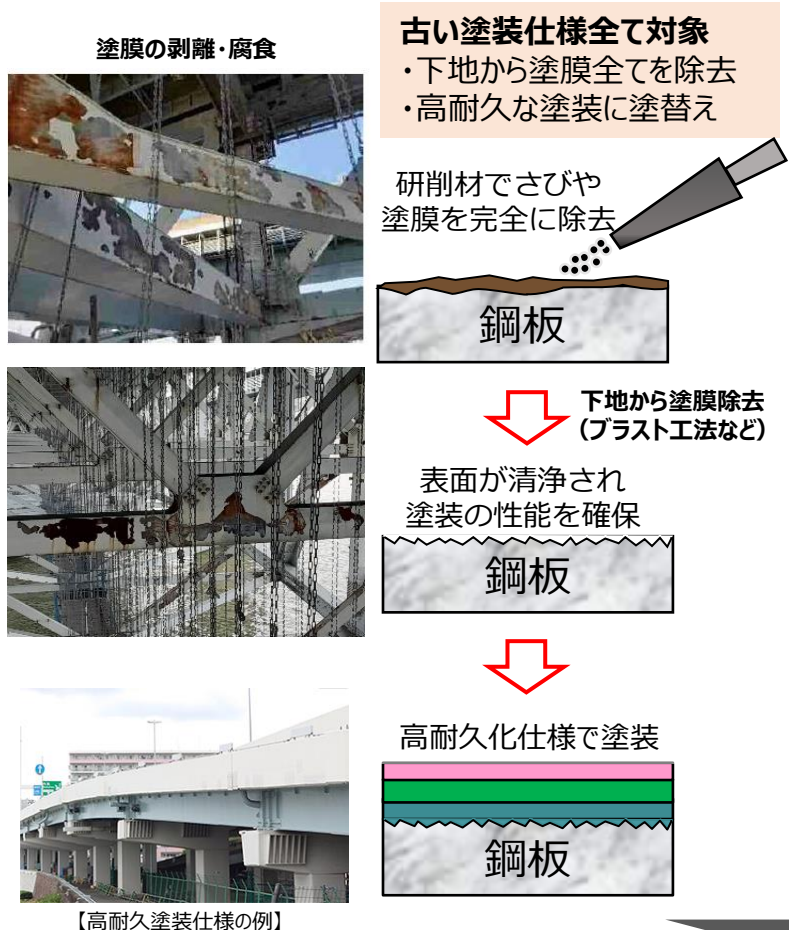 塗膜の剥離・腐食
古い塗装仕様全て対象
・下地から塗膜全てを除去
・高耐久な塗装に塗替え
研削材でさびや
塗膜を完全に除去
鋼板
下地から塗膜除去
（ブラスト工法など）
表面が清浄され
塗装の性能を確保
鋼板
高耐久化仕様で塗装
鋼板
【高耐久塗装仕様の例】